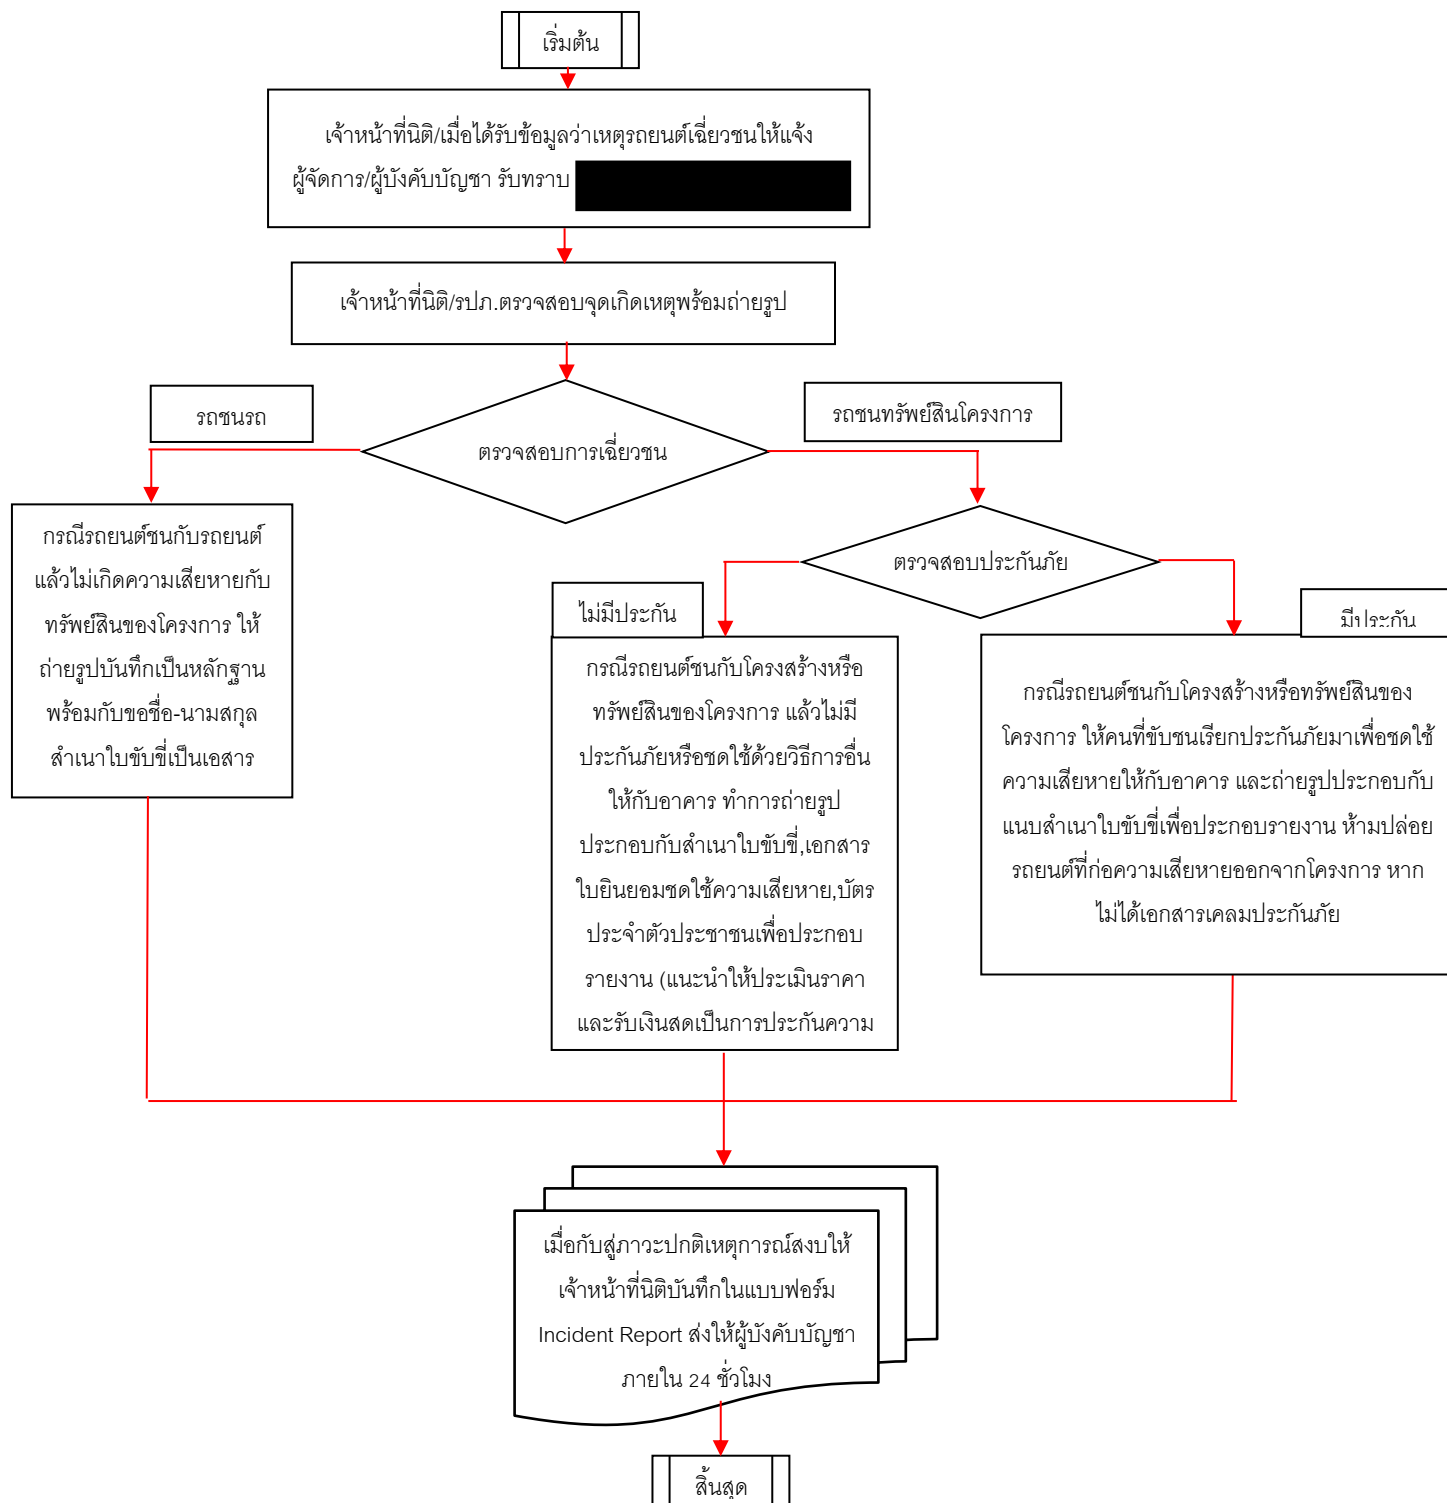 เริ่มต้น
เจ้าหน้าที่นิติ/เมื่อได้รับข้อมูลว่าเหตุรถยนต์เฉี่ยวชนให้แจ้ง
ผู้จัดการ/ผู้บังคับบัญชา รับทราบ
เจ้าหน้าที่นิติ/รปภ.ตรวจสอบจุดเกิดเหตุพร้อมถ่ายรูป
รถชนรถ
รถชนทรัพย์สินโครงการ
ตรวจสอบการเฉี่ยวชน
กรณีรถยนต์ชนกับรถยนต์
แล้วไม่เกิดความเสียหายกับ
ทรัพย์สินของโครงการ ให้
ถ่ายรูปบันทึกเป็นหลักฐาน
พร้อมกับขอชื่อ-นามสกุล
สำเนาใบขับขี่เป็นเอสาร
ตรวจสอบประกันภัย
ไม่มีประกัน
มีประกัน
กรณีรถยนต์ชนกับโครงสร้างหรือ
ทรัพย์สินของโครงการ แล้วไม่มี
ประกันภัยหรือชดใช้ด้วยวิธีการอื่น
ให้กับอาคาร ทำการถ่ายรูป
ประกอบกับสำเนาใบขับขี่,เอกสาร
ใบยินยอมชดใช้ความเสียหาย,บัตร
ประจำตัวประชาชนเพื่อประกอบ
รายงาน (แนะนำให้ประเมินราคา
และรับเงินสดเป็นการประกันความ
กรณีรถยนต์ชนกับโครงสร้างหรือทรัพย์สินของ
โครงการ ให้คนที่ขับชนเรียกประกันภัยมาเพื่อชดใช้
ความเสียหายให้กับอาคาร และถ่ายรูปประกอบกับ
แนบสำเนาใบขับขี่เพื่อประกอบรายงาน ห้ามปล่อย
รถยนต์ที่ก่อความเสียหายออกจากโครงการ หาก
ไม่ได้เอกสารเคลมประกันภัย
เมื่อกับสู่ภาวะปกติเหตุการณ์สงบให้
เจ้าหน้าที่นิติบันทึกในแบบฟอร์ม
Incident Report ส่งให้ผู้บังคับบัญชา
ภายใน 24 ชั่วโมง
สิ้นสุด